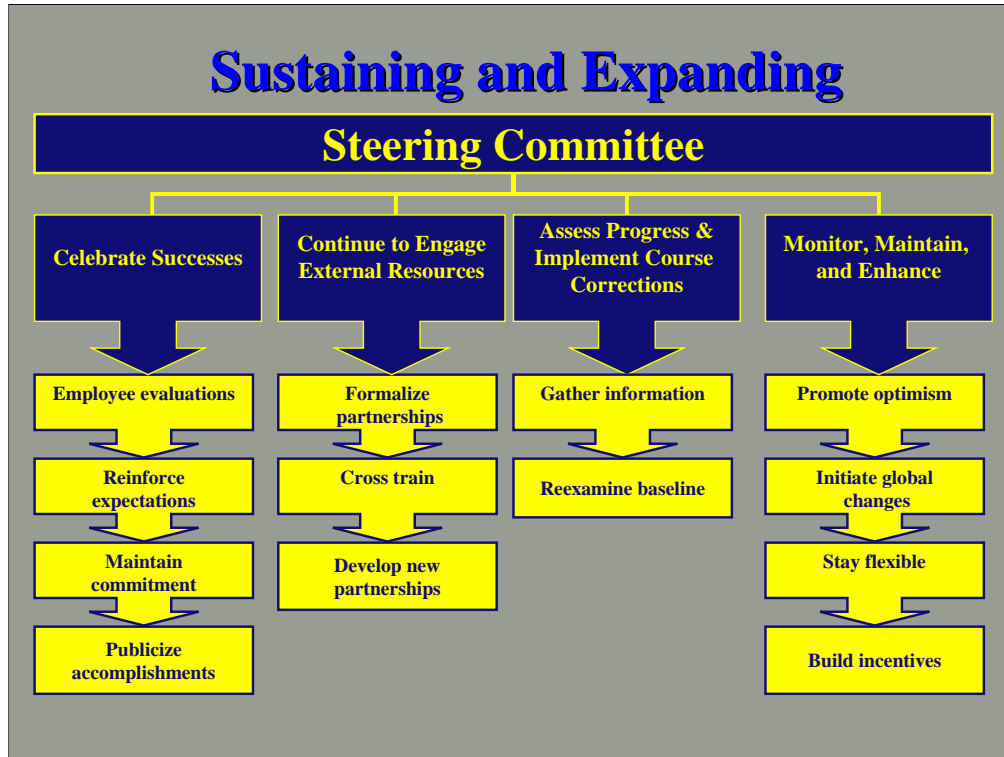 Sustaining and Expanding
Steering Committee
Celebrate Successes
Continue to Engage
External Resources
Assess Progress &
Implement Course
Corrections
Monitor, Maintain,
and Enhance
Employee evaluations
Reinforce
expectations
Maintain
commitment
Publicize
accomplishments
Formalize
partnerships
Cross train
Develop new
partnerships
Gather information
Reexamine baseline
Promote optimism
Initiate global
changes
Stay flexible
Build incentives